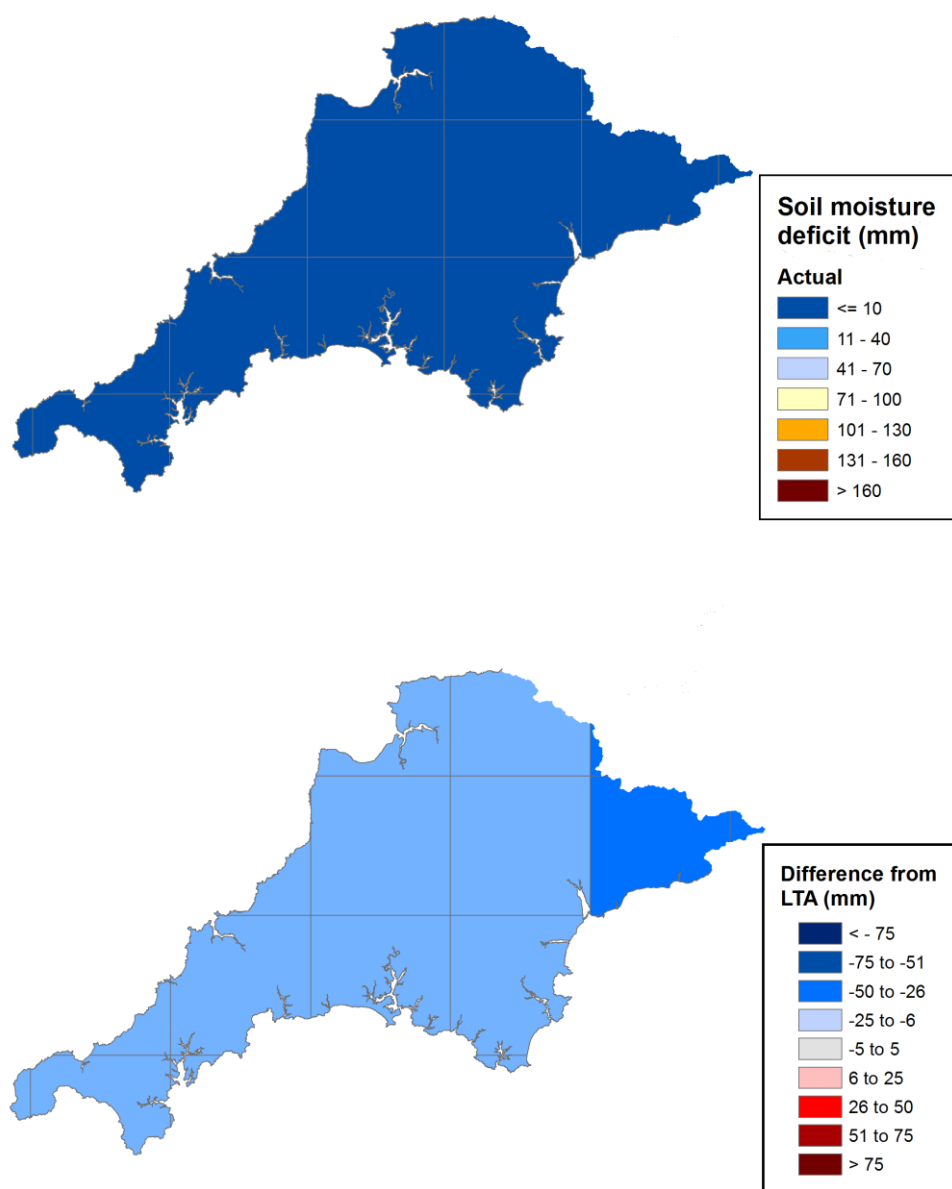 Soil moisture
deficit (mm)
Actual
<= 10
11 - 40
41 - 70
71 - 100
101 - 130
131 - 160
> 160
Difference from
LTA (mm)
< - 75
-75 to -51
-50 to -26
-25 to -6
-5 to 5
6 to 25
26 to 50
51 to 75
> 75